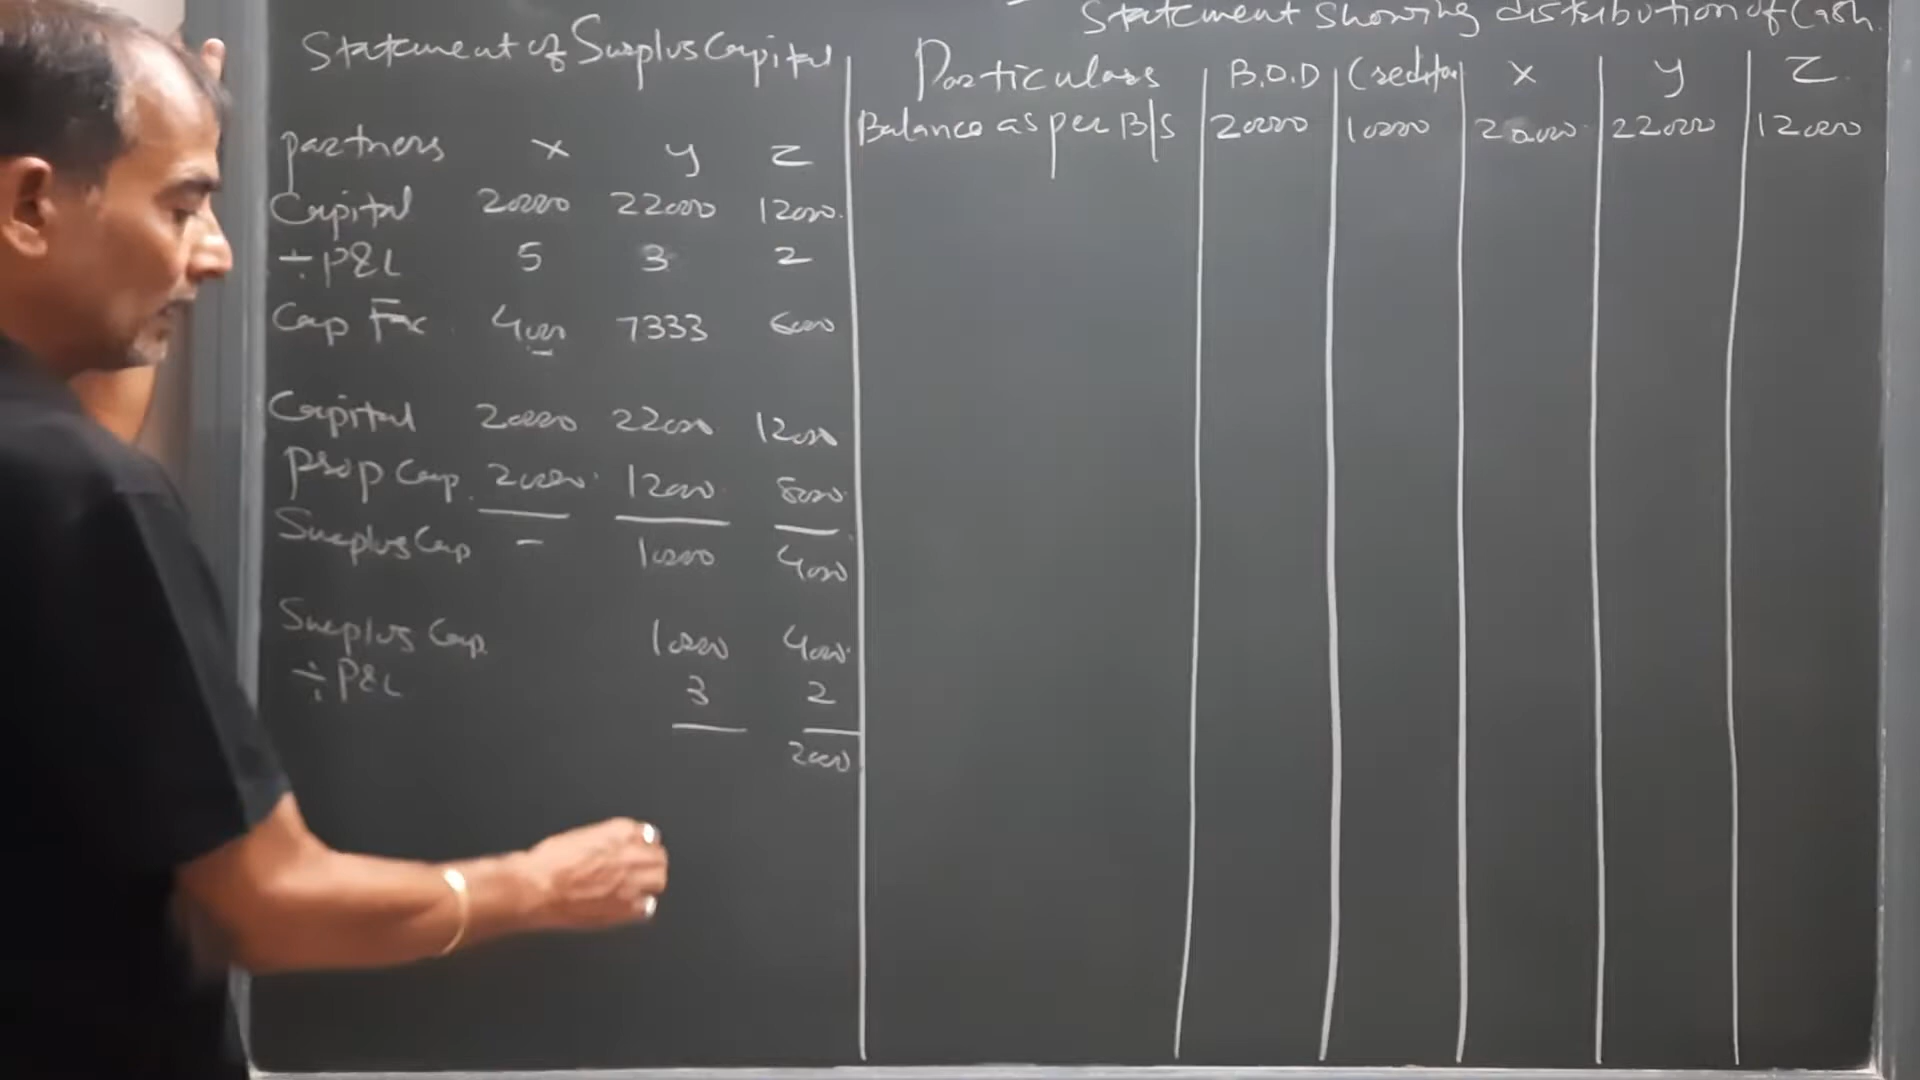 Statement of Surplus Capital
partners x y z
Capital 20000 22000 12000
÷ P&L 5 3 2
Cap Fac 4000 7333 6000
Capital 20000 22000 12000
Prop Cap. 20000 12000 8000
Surplus Cap - 10000 4000
Surplus Cap 10000 4000
÷ P&L 3 2
2000
Statement showing distribution of Cash
Particulars B.O.D Creditor x y z
Balance as per B/S 20000 10000 20000 22000 12000